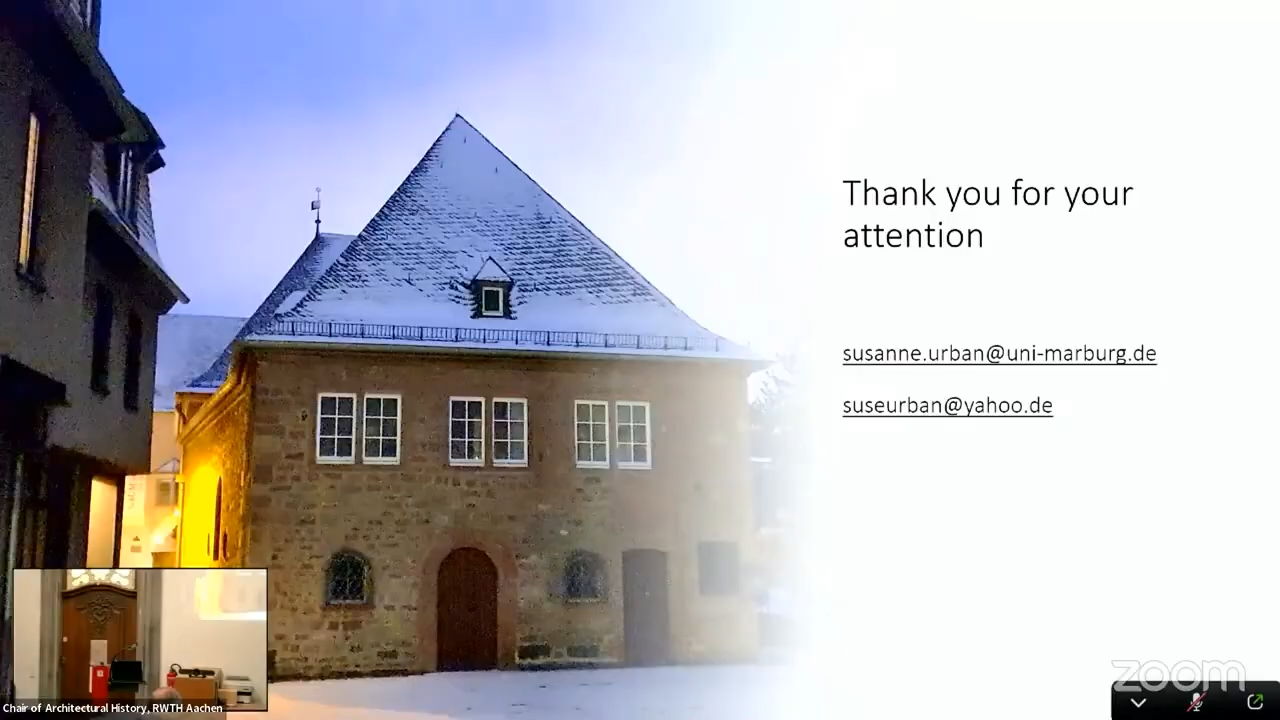 Thank you for your
attention
susanne.urban@uni-marburg.de
suseurban@yahoo.de
Chair of Architectural History, RWTH Aachen
zoom